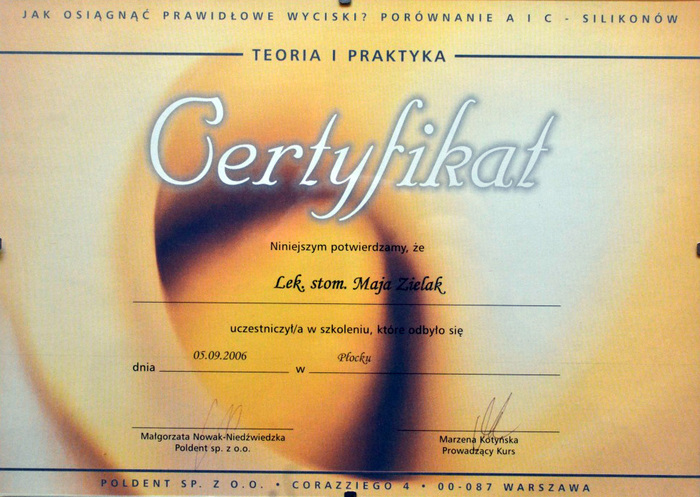 JAK OSIĄGNĄĆ PRAWIDŁOWE WYCISKI? PORÓWNANIE A I C - SILIKONÓW
TEORIA I PRAKTYKA
Certyfikat
Niniejszym potwierdzamy, że
Lek. stom. Maja Zielak
uczestniczył/a w szkoleniu, które odbyło się
dnia 05.09.2006 w Płocku
Małgorzata Nowak-Niedźwiedzka
Poldent sp. z o.o.
Marzena Kotyńska
Prowadzący Kurs
POLDENT SP. Z O.O. • CORAZZIEGO 4 • 00-087 WARSZAWA